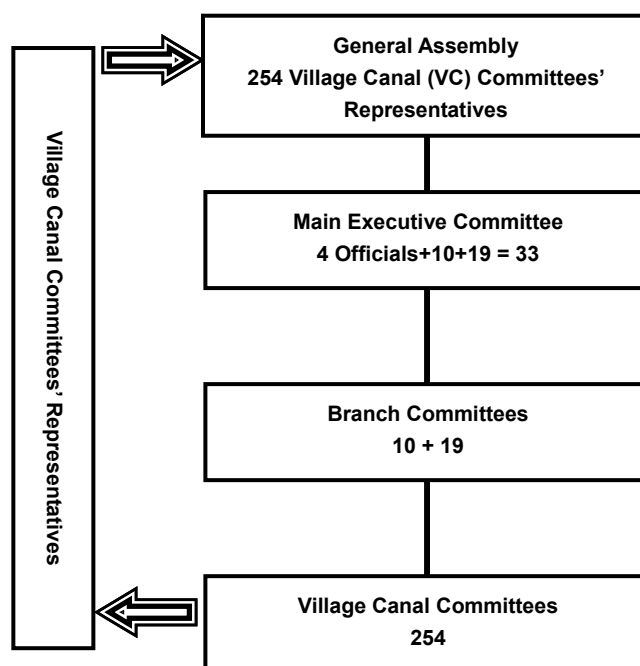 General Assembly
254 Village Canal (VC) Committees’
Representatives
Village Canal Committees’ Representatives
Main Executive Committee
4 Officials+10+19 = 33
Branch Committees
10 + 19
Village Canal Committees
254